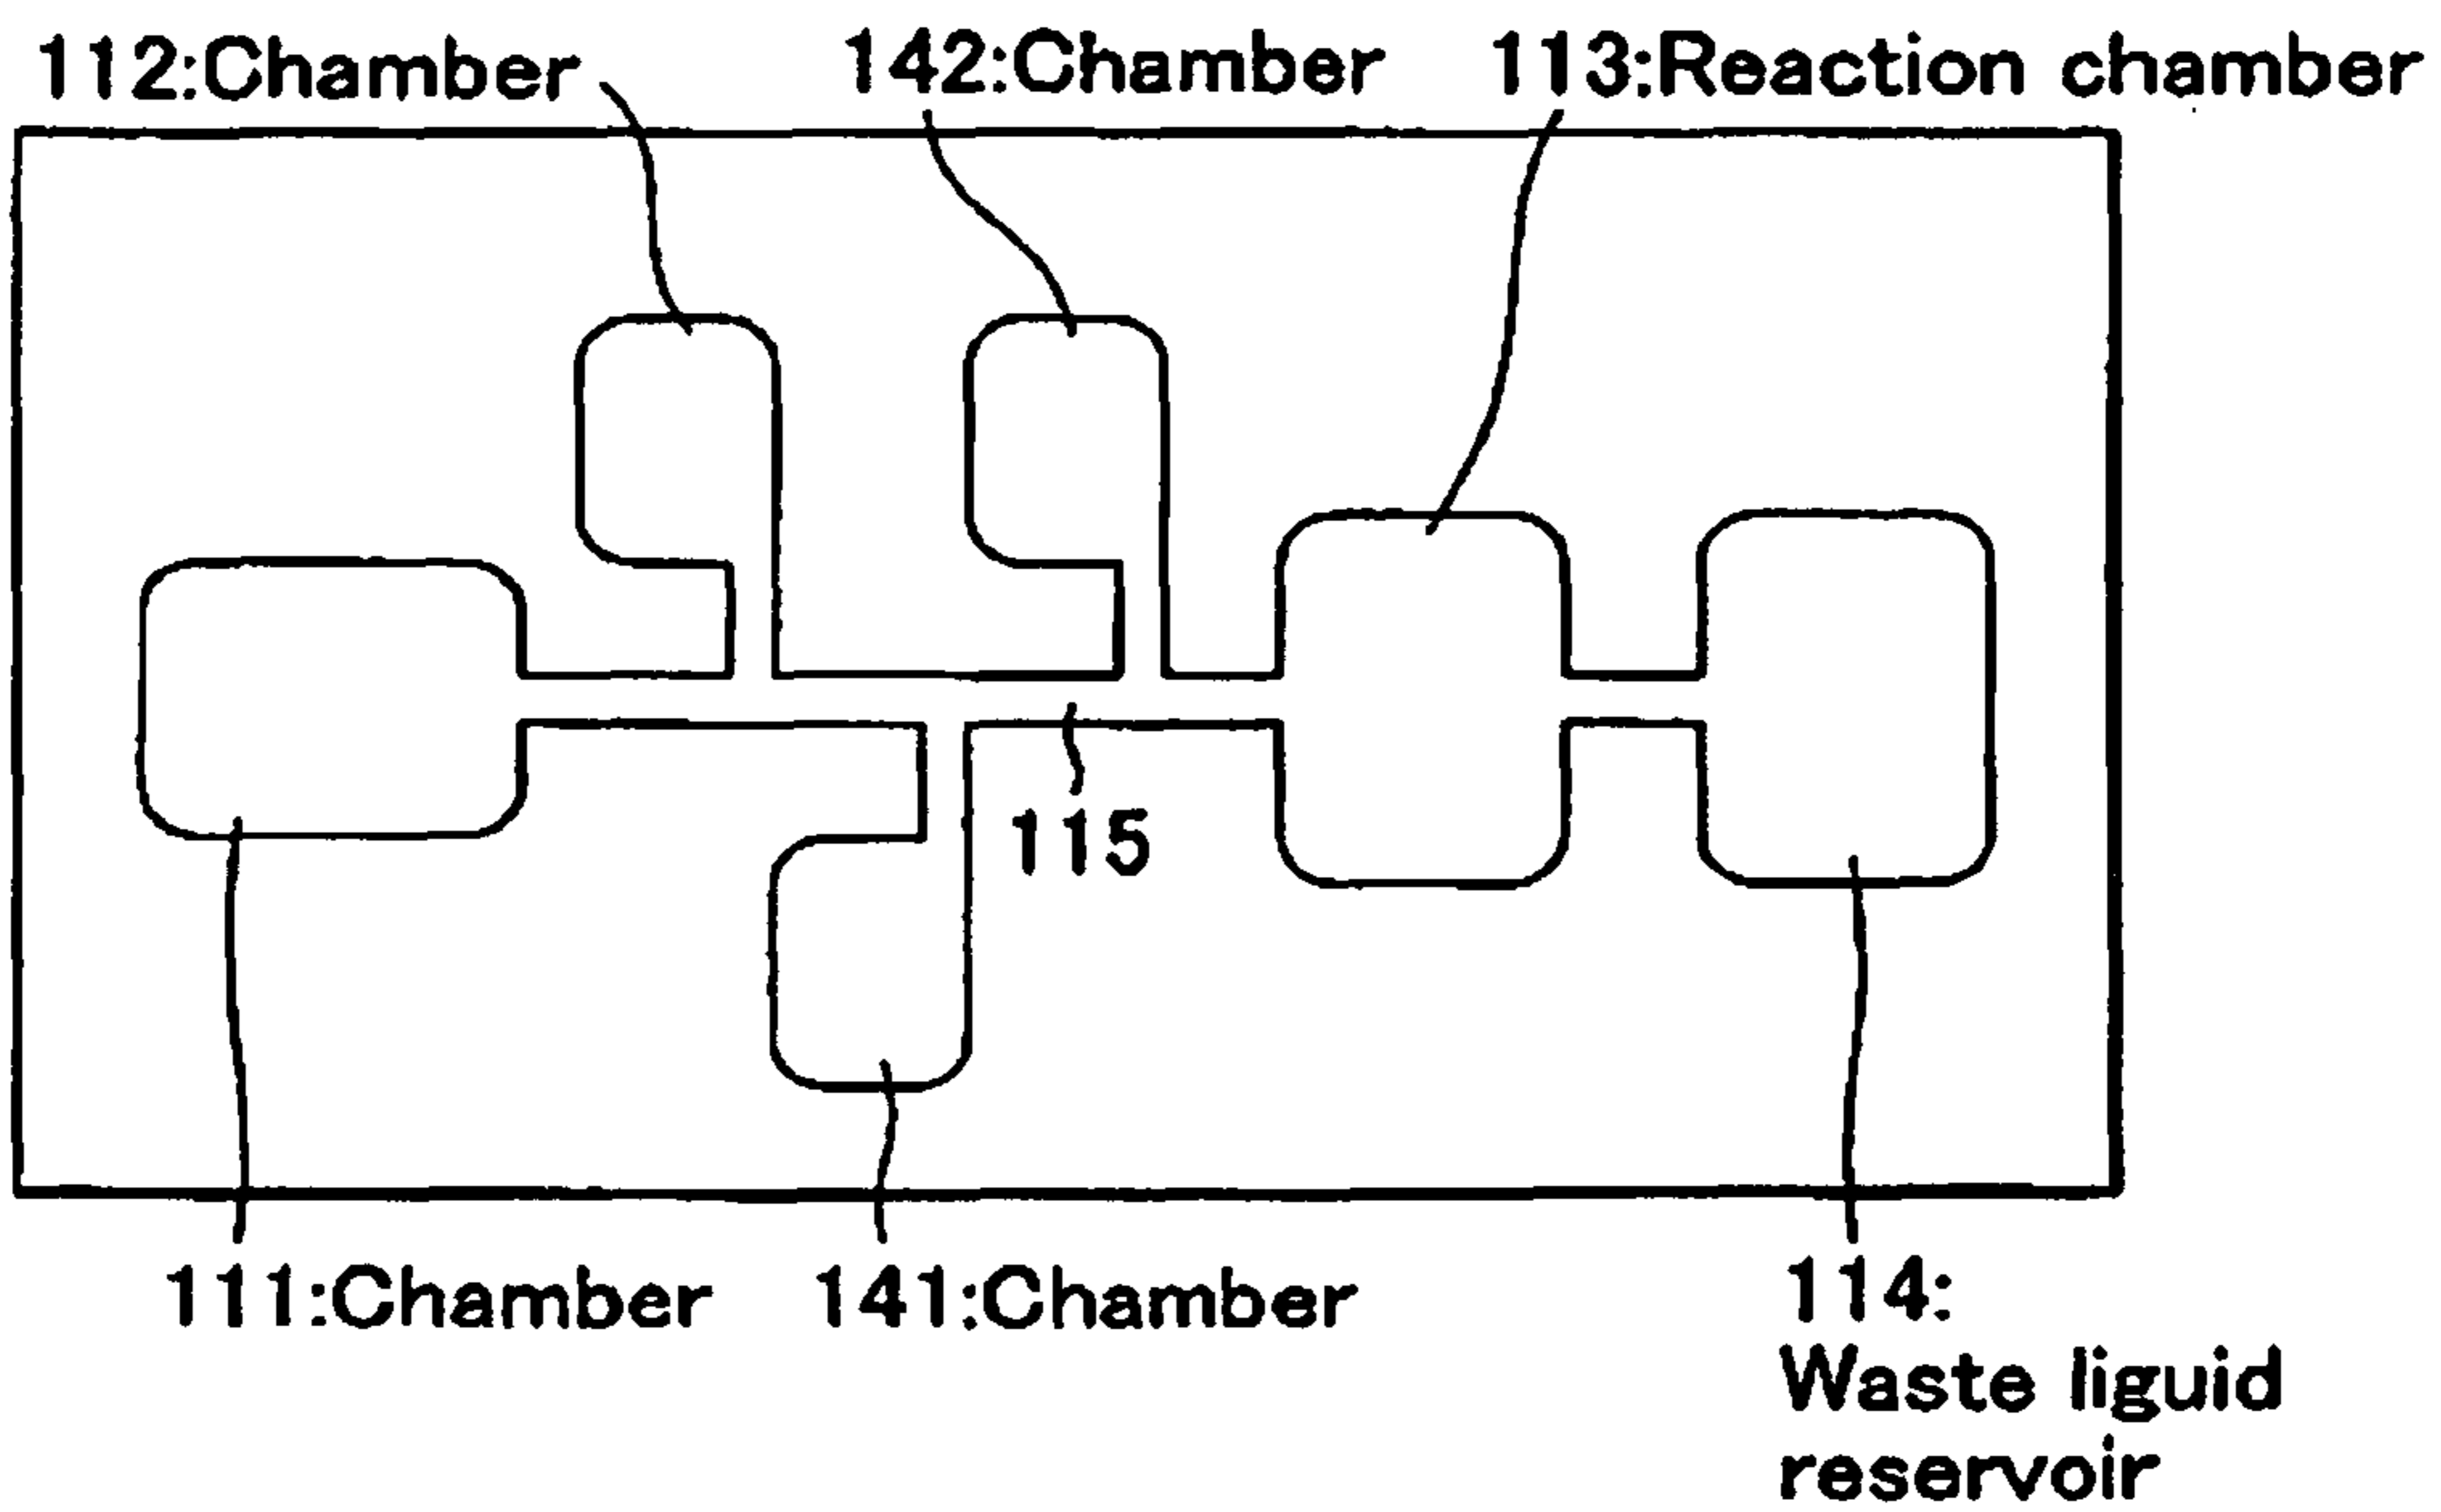 112:Chamber
142:Chamber
113:Reaction chamber
115
111:Chamber
141:Chamber
114:
Waste liguid
reservoir